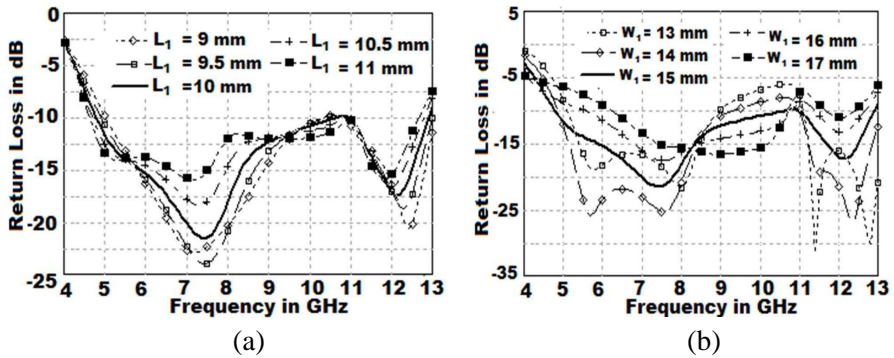 0
-5
-10
-15
-20
-25
Return Loss in dB
L1 = 9 mm
L1 = 9.5 mm
L1 = 10 mm
L1 = 10.5 mm
L1 = 11 mm
4 5 6 7 8 9 10 11 12 13
Frequency in GHz
(a)
5
-5
-15
-25
-35
Return Loss in dB
W1 = 13 mm
W1 = 14 mm
W1 = 15 mm
W1 = 16 mm
W1 = 17 mm
4 5 6 7 8 9 10 11 12 13
Frequency in GHz
(b)